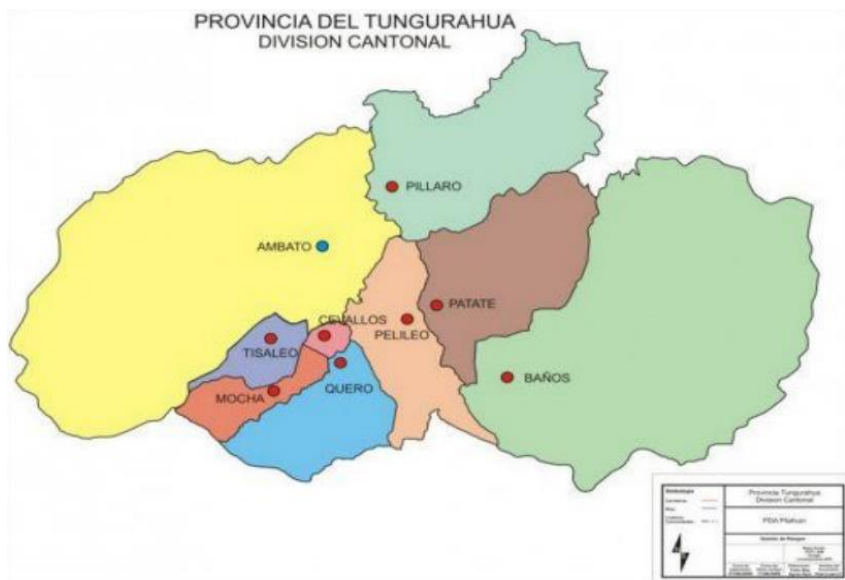 PROVINCIA DEL TUNGURAHUA
DIVISION CANTONAL
PILLARO
AMBATO
PATATE
CEVALLOS
PELILEO
TISALEO
BAÑOS
QUERO
MOCHA
Provincia Tungurahua
Division Cantonal